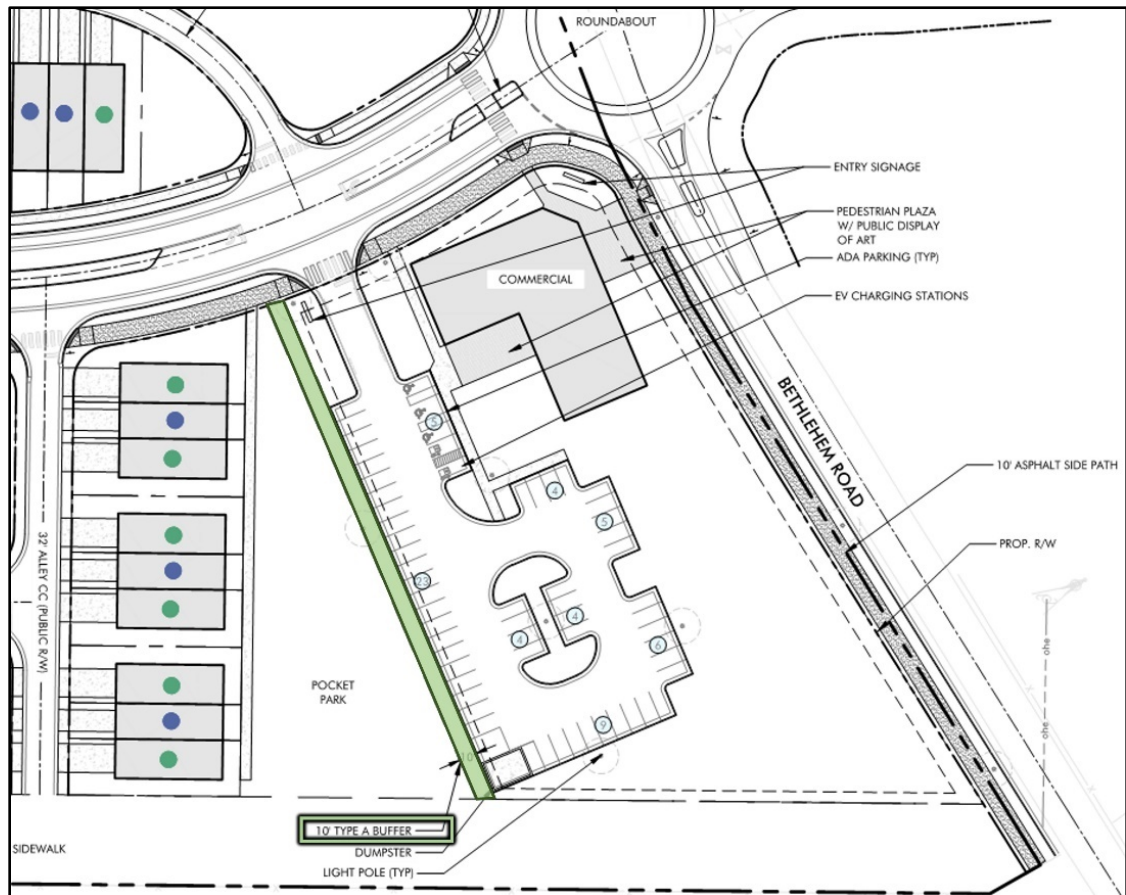 ROUNDABOUT
ENTRY SIGNAGE
PEDESTRIAN PLAZA
W/ PUBLIC DISPLAY
OF ART
ADA PARKING (TYP)
EV CHARGING STATIONS
COMMERCIAL
BETHLEHEM ROAD
10' ASPHALT SIDE PATH
PROP. R/W
5
4
5
23
4
4
6
9
32' ALLEY CC (PUBLIC R/W)
POCKET
PARK
10'
10' TYPE A BUFFER
DUMPSTER
LIGHT POLE (TYP)
SIDEWALK
ohe
ohe